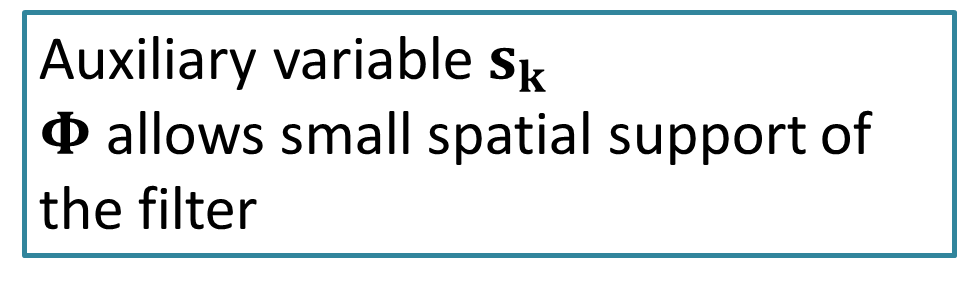 Auxiliary variable 𝐬𝐤
𝚽 allows small spatial support of
the filter